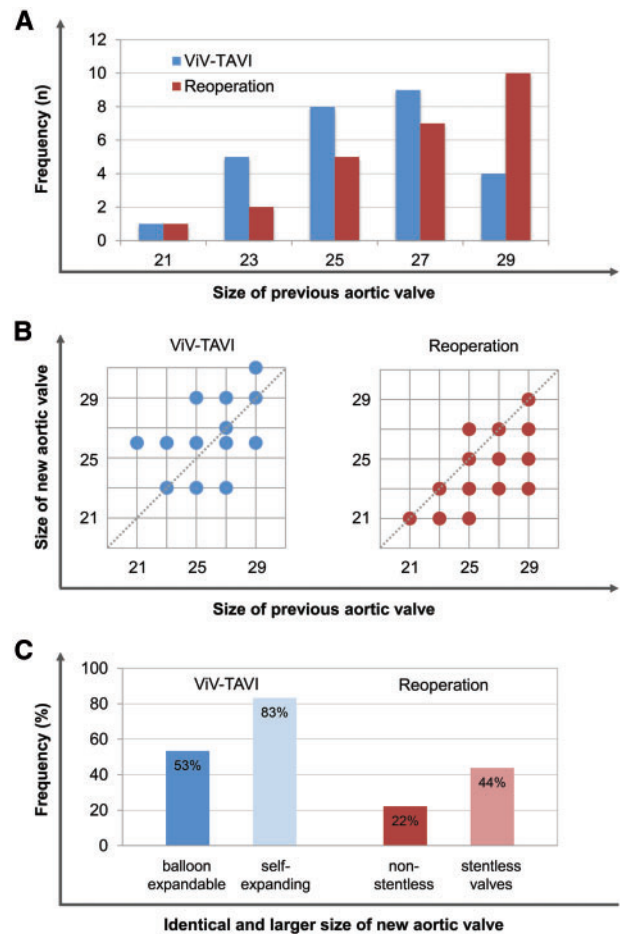 A
Frequency (n)
12
10
8
6
4
2
0
ViV-TAVI
Reoperation
21 23 25 27 29
Size of previous aortic valve
B
ViV-TAVI Reoperation
Size of new aortic valve
29 29
25 25
21 21
21 25 29 21 25 29
Size of previous aortic valve
C
Frequency (%)
100
80
60
40
20
0
ViV-TAVI Reoperation
53% 83% 22% 44%
balloon self- non- stentless
expandable expanding stentless valves
Identical and larger size of new aortic valve